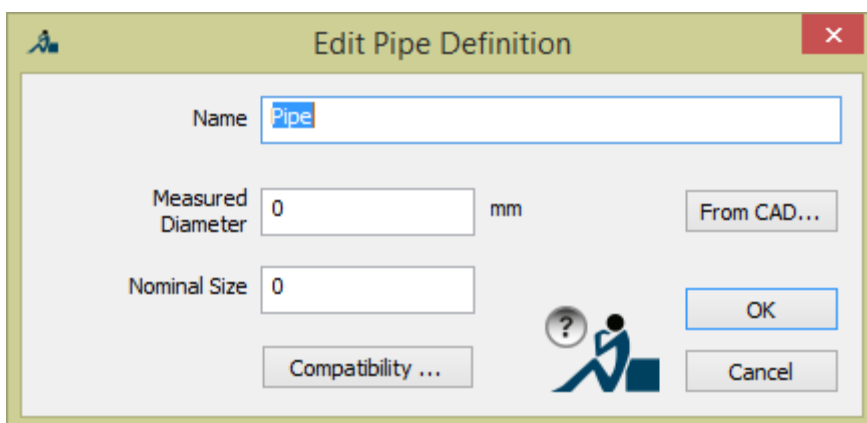 Edit Pipe Definition
Name
Pipe
Measured
Diameter
0
mm
From CAD...
Nominal Size
0
?
OK
Compatibility ...
Cancel